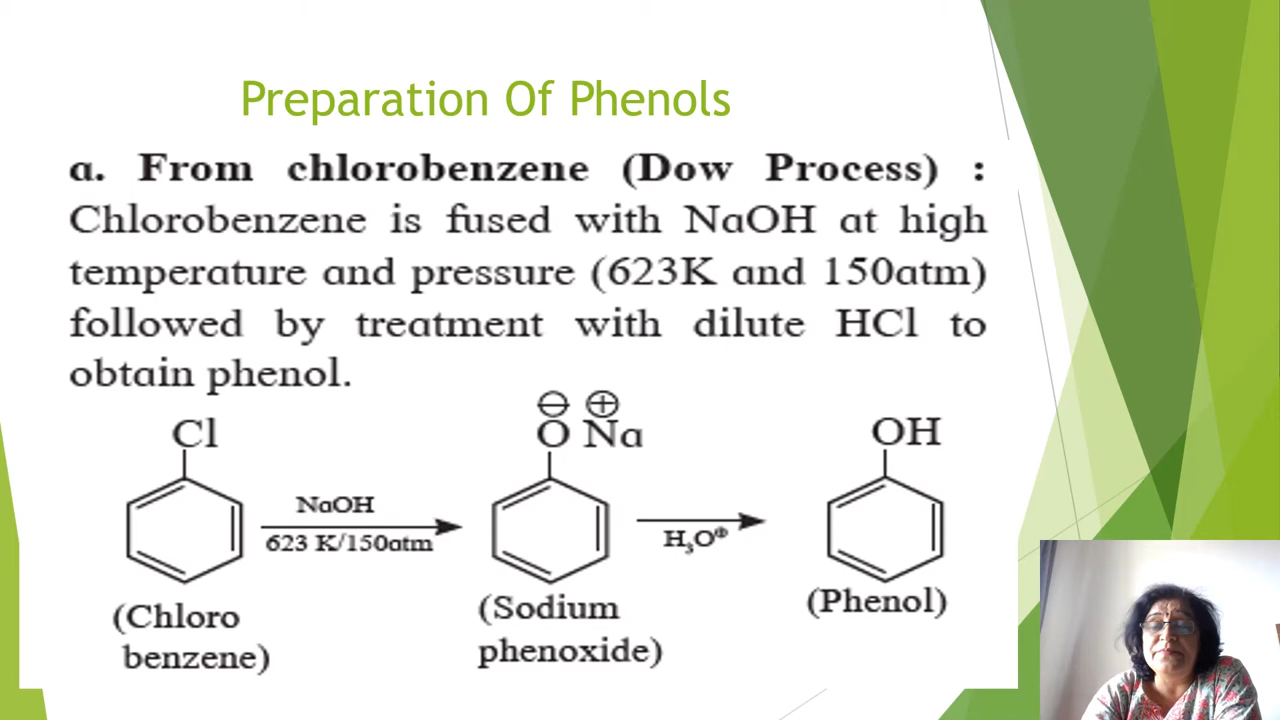 Preparation Of Phenols
a. From chlorobenzene (Dow Process) :
Chlorobenzene is fused with NaOH at high
temperature and pressure (623K and 150atm)
followed by treatment with dilute HCl to
obtain phenol.
⊖ ⊕
Cl O Na OH
NaOH
623 K/150atm H₃O⊕
(Chloro (Sodium (Phenol)
benzene) phenoxide)